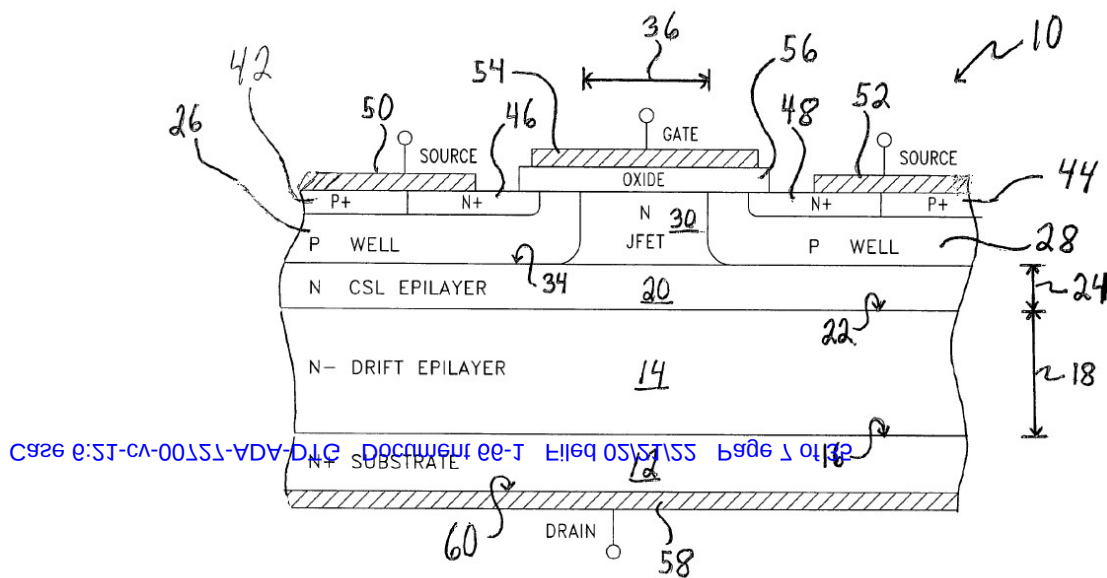 36
10
42
54
56
26
50
46
48
52
GATE
SOURCE
SOURCE
OXIDE
44
P+
N+
N
N+
P+
30
JFET
P WELL
P WELL
28
34
N CSL EPILAYER
20
24
22
N- DRIFT EPILAYER
14
18
Case 6:21-cv-00727-ADA-DTG Document 66-1 Filed 02/21/22 Page 7 of 35
16
N+ SUBSTRATE
12
60
DRAIN
58